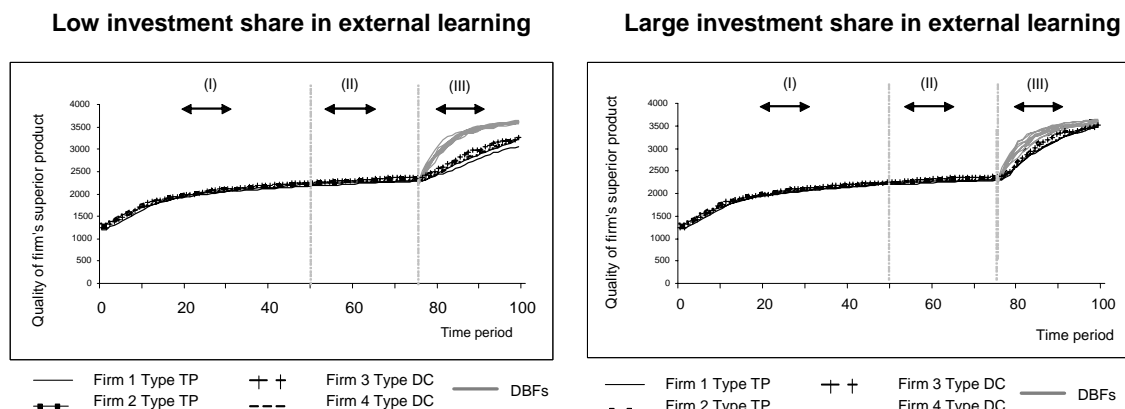 Low investment share in external learning
Large investment share in external learning
(I)
(II)
(III)
Quality of firm's superior product
4000
3500
3000
2500
2000
1500
1000
500
0
0
20
40
60
80
100
Time period
Firm 1 Type TP
Firm 3 Type DC
DBFs
Firm 2 Type TP
Firm 4 Type DC
(I)
(II)
(III)
Quality of firm's superior product
4000
3500
3000
2500
2000
1500
1000
500
0
0
20
40
60
80
100
Time period
Firm 1 Type TP
Firm 3 Type DC
DBFs
Firm 2 Type TP
Firm 4 Type DC